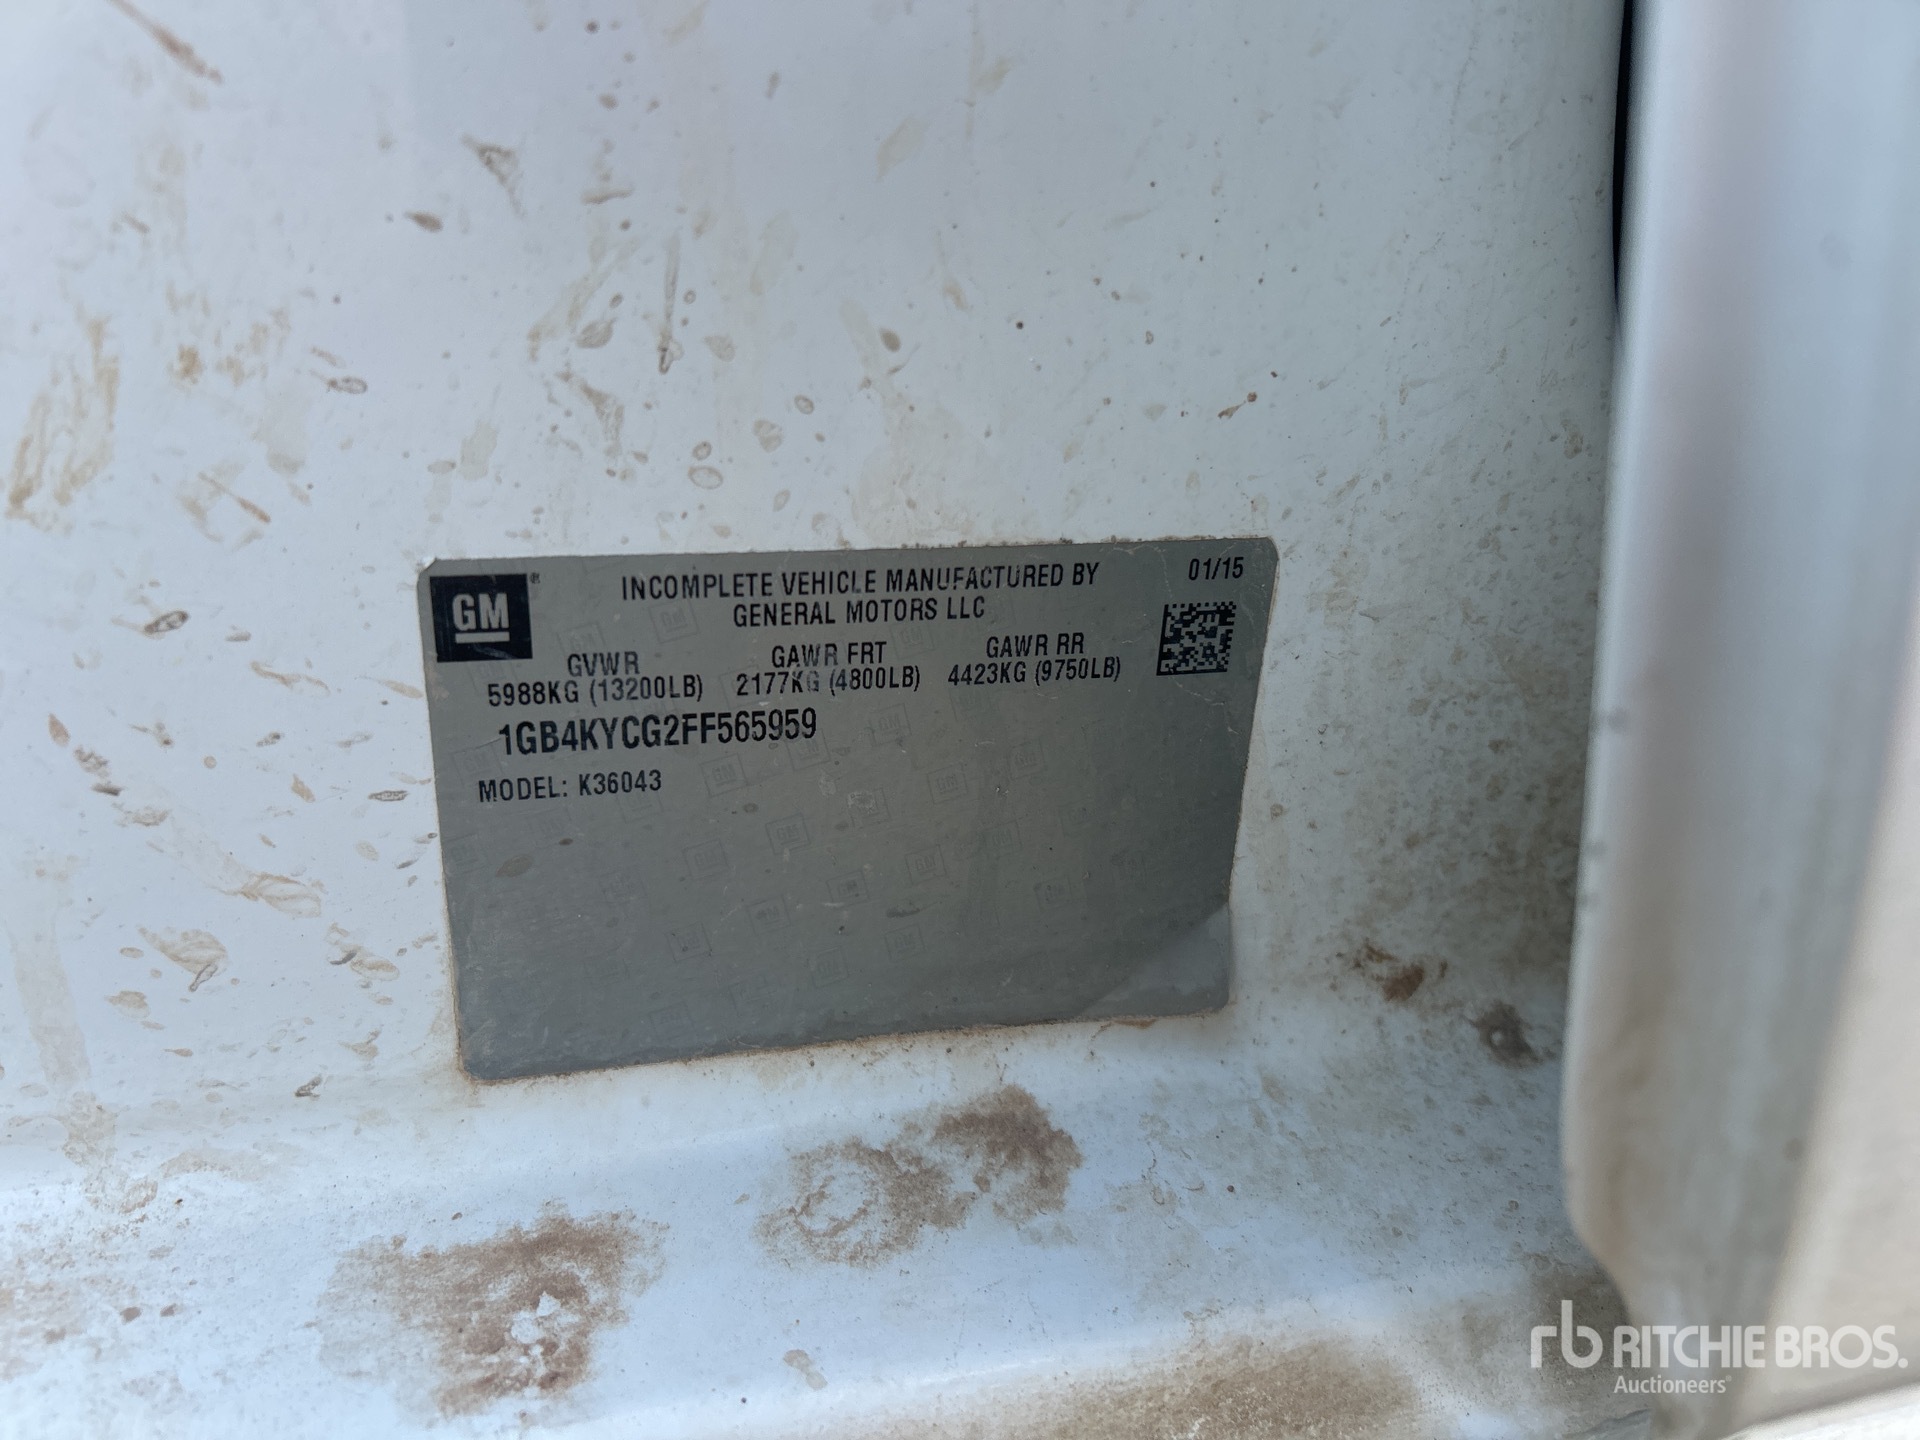 GM®
INCOMPLETE VEHICLE MANUFACTURED BY
GENERAL MOTORS LLC
01/15
GVWR GAWR FRT GAWR RR
5988KG (13200LB) 2177KG (4800LB) 4423KG (9750LB)
1GB4KYCG2FF565959
MODEL: K36043
rb RITCHIE BROS.
Auctioneers